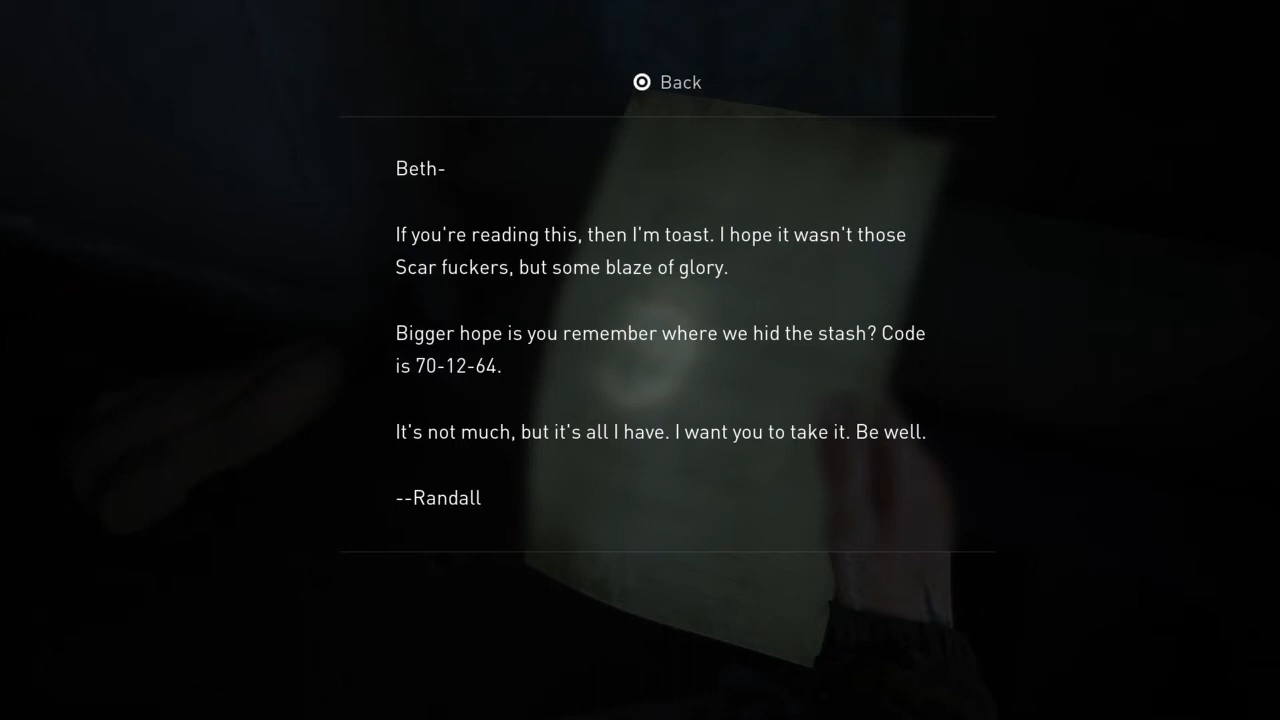 Back
Beth-
If you're reading this, then I'm toast. I hope it wasn't those
Scar fuckers, but some blaze of glory.
Bigger hope is you remember where we hid the stash? Code
is 70-12-64.
It's not much, but it's all I have. I want you to take it. Be well.
--Randall